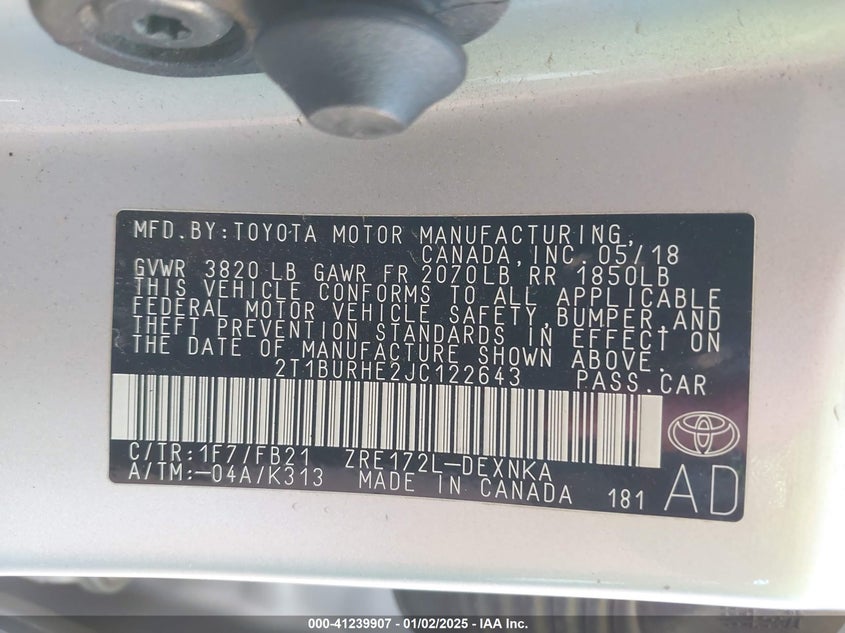 MFD.BY:TOYOTA MOTOR MANUFACTURING,
CANADA,INC.05/18
GVWR 3820 LB GAWR FR 2070LB RR 1850LB
THIS VEHICLE CONFORMS TO ALL APPLICABLE
FEDERAL MOTOR VEHICLE SAFETY,BUMPER,AND
THEFT PREVENTION STANDARDS IN EFFECT ON
THE DATE OF MANUFACTURE SHOWN ABOVE.
2T1BURHE2JC122643 PASS.CAR
C/TR:1F7/FB21 ZRE172L-DEXNKA
A/TM:-04A/K313 MADE IN CANADA 181 AD
000-41239907 - 01/02/2025 - IAA Inc.